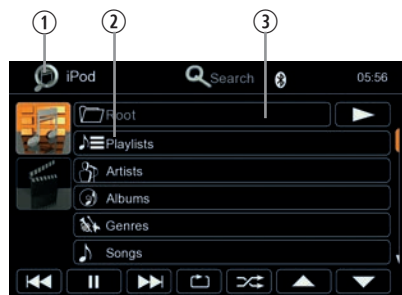 1 2 3
iPod Search 05:56
Root
Playlists
Artists
Albums
Genres
Songs